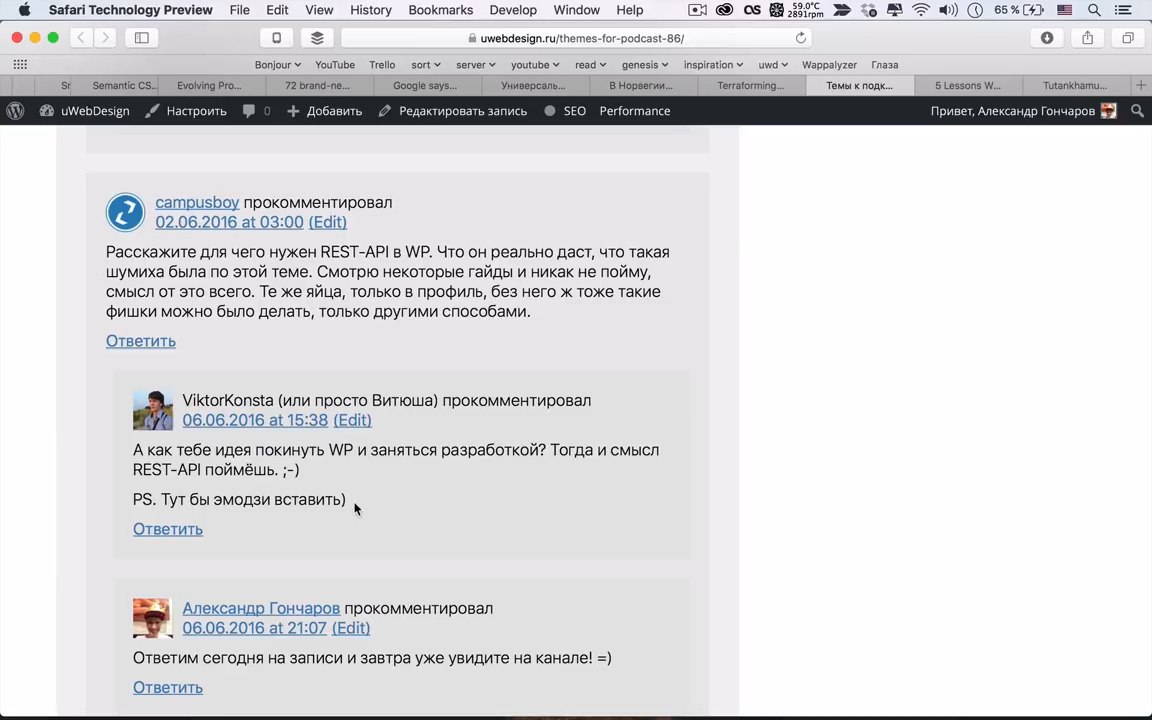 Safari Technology Preview File Edit View History Bookmarks Develop Window Help 59.0°C 2891rpm 65 %
uwebdesign.ru/themes-for-podcast-86/
Bonjour YouTube Trello sort server youtube read genesis inspiration uwd Wappalyzer Глаза
Sr Semantic CS... Evolving Pro... 72 brand-ne... Google says... Универсаль... В Норвегии... Terraforming... Темы к подк... 5 Lessons W... Tutankhamu...
uWebDesign Настроить 0 Добавить Редактировать запись SEO Performance Привет, Александр Гончаров
campusboy прокомментировал
02.06.2016 at 03:00 (Edit)
Расскажите для чего нужен REST-API в WP. Что он реально даст, что такая
шумиха была по этой теме. Смотрю некоторые гайды и никак не пойму,
смысл от это всего. Те же яйца, только в профиль, без него ж тоже такие
фишки можно было делать, только другими способами.
Ответить
ViktorKonsta (или просто Витюша) прокомментировал
06.06.2016 at 15:38 (Edit)
А как тебе идея покинуть WP и заняться разработкой? Тогда и смысл
REST-API поймёшь. ;-)
PS. Тут бы эмодзи вставить)
Ответить
Александр Гончаров прокомментировал
06.06.2016 at 21:07 (Edit)
Ответим сегодня на записи и завтра уже увидите на канале! =)
Ответить